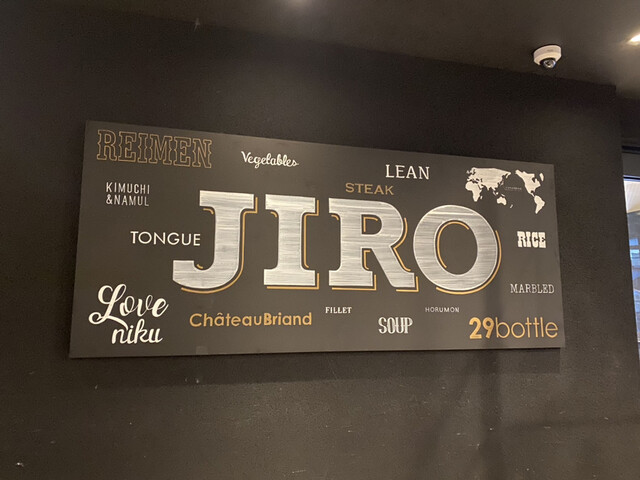 REIMEN
Vegetables
LEAN
STEAK
KIMUCHI
&NAMUL
JIRO
TONGUE
RICE
MARBLED
Love
niku
ChâteauBriand
FILLET
SOUP
HORUMON
29bottle